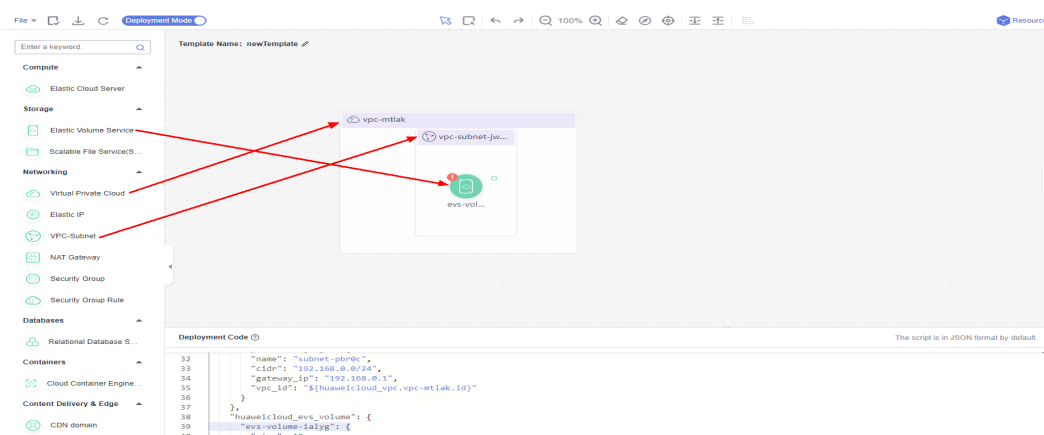 File
Deployment Mode
100%
Resource
Enter a keyword.
Template Name: newTemplate
Compute
Elastic Cloud Server
Storage
Elastic Volume Service
Scalable File Service(S...
Networking
Virtual Private Cloud
Elastic IP
VPC-Subnet
NAT Gateway
Security Group
Security Group Rule
Databases
Relational Database S...
Containers
Cloud Container Engine...
Content Delivery & Edge
CDN domain
vpc-mtlak
vpc-subnet-jw...
evs-vol...
Deployment Code
The script is in JSON format by default.
32 "name": "subnet-pbr0c",
33 "cidr": "192.168.0.0/24",
34 "gateway_ip": "192.168.0.1",
35 "vpc_id": "${huaweicloud_vpc.vpc-mtlak.id}"
36 }
37 },
38 "huaweicloud_evs_volume": {
39 "evs-volume-ialyg": {